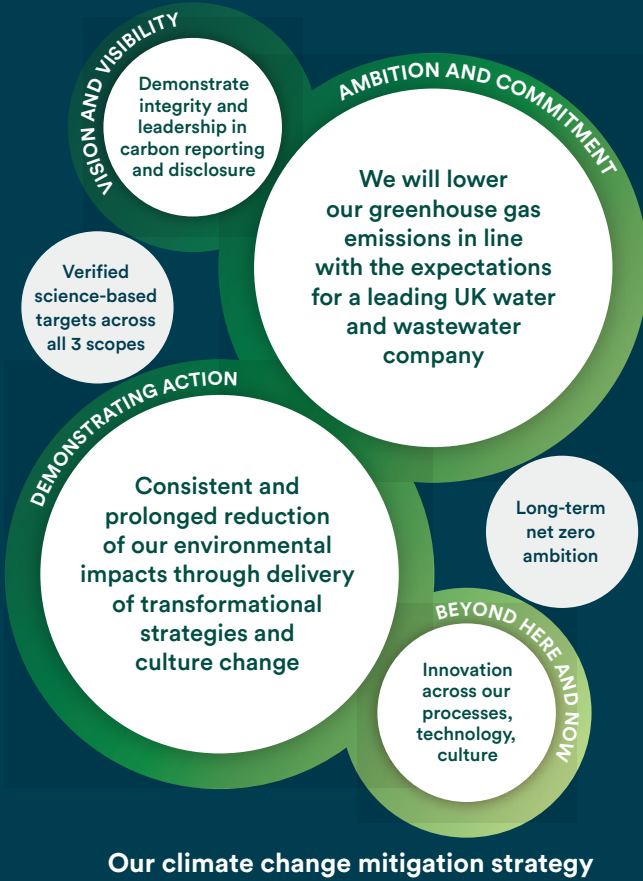 VISION AND VISIBILITY
Demonstrate
integrity and
leadership in
carbon reporting
and disclosure
AMBITION AND COMMITMENT
We will lower
our greenhouse gas
emissions in line
with the expectations
for a leading UK water
and wastewater
company
Verified
science-based
targets across
all 3 scopes
DEMONSTRATING ACTION
Consistent and
prolonged reduction
of our environmental
impacts through delivery
of transformational
strategies and
culture change
Long-term
net zero
ambition
BEYOND HERE AND NOW
Innovation
across our
processes,
technology,
culture
Our climate change mitigation strategy